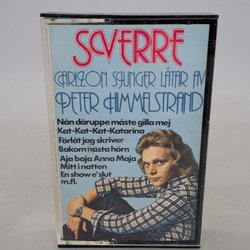 SVERRE
CARLZON SJUNGER LÅTAR AV
PETER HIMMELSTRAND
Nån däruppe måste gilla mej
Kat-Kat-Kat-Katarina
Förlåt jag skriver
Bakom nästa hörn
Aja baja Anna Maja
Mitt i natten
En show e' slut
m.fl.